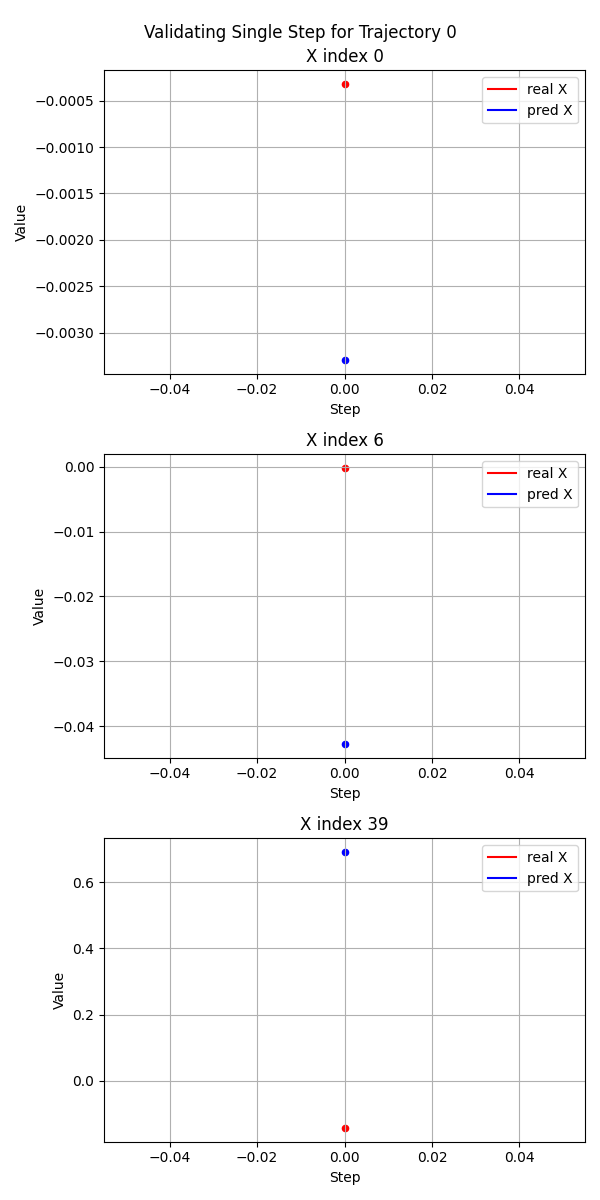 Validating Single Step for Trajectory 0
X index 0
real X
pred X
−0.0005
−0.0010
−0.0015
−0.0020
−0.0025
−0.0030
Value
−0.04 −0.02 0.00 0.02 0.04
Step
X index 6
real X
pred X
0.00
−0.01
−0.02
−0.03
−0.04
Value
−0.04 −0.02 0.00 0.02 0.04
Step
X index 39
real X
pred X
0.6
0.4
0.2
0.0
Value
−0.04 −0.02 0.00 0.02 0.04
Step